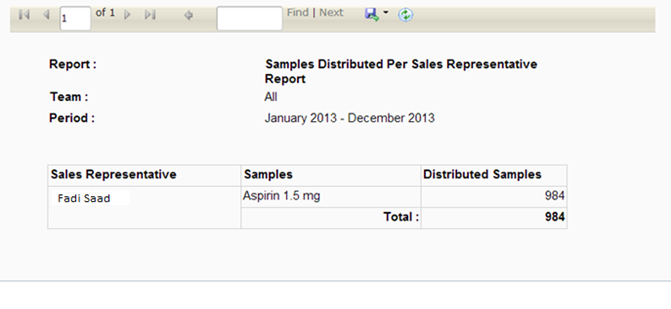 1 of 1 Find | Next
Report : Samples Distributed Per Sales Representative
Report
Team : All
Period : January 2013 - December 2013
Sales Representative Samples Distributed Samples
Fadi Saad Aspirin 1.5 mg 984
Total : 984